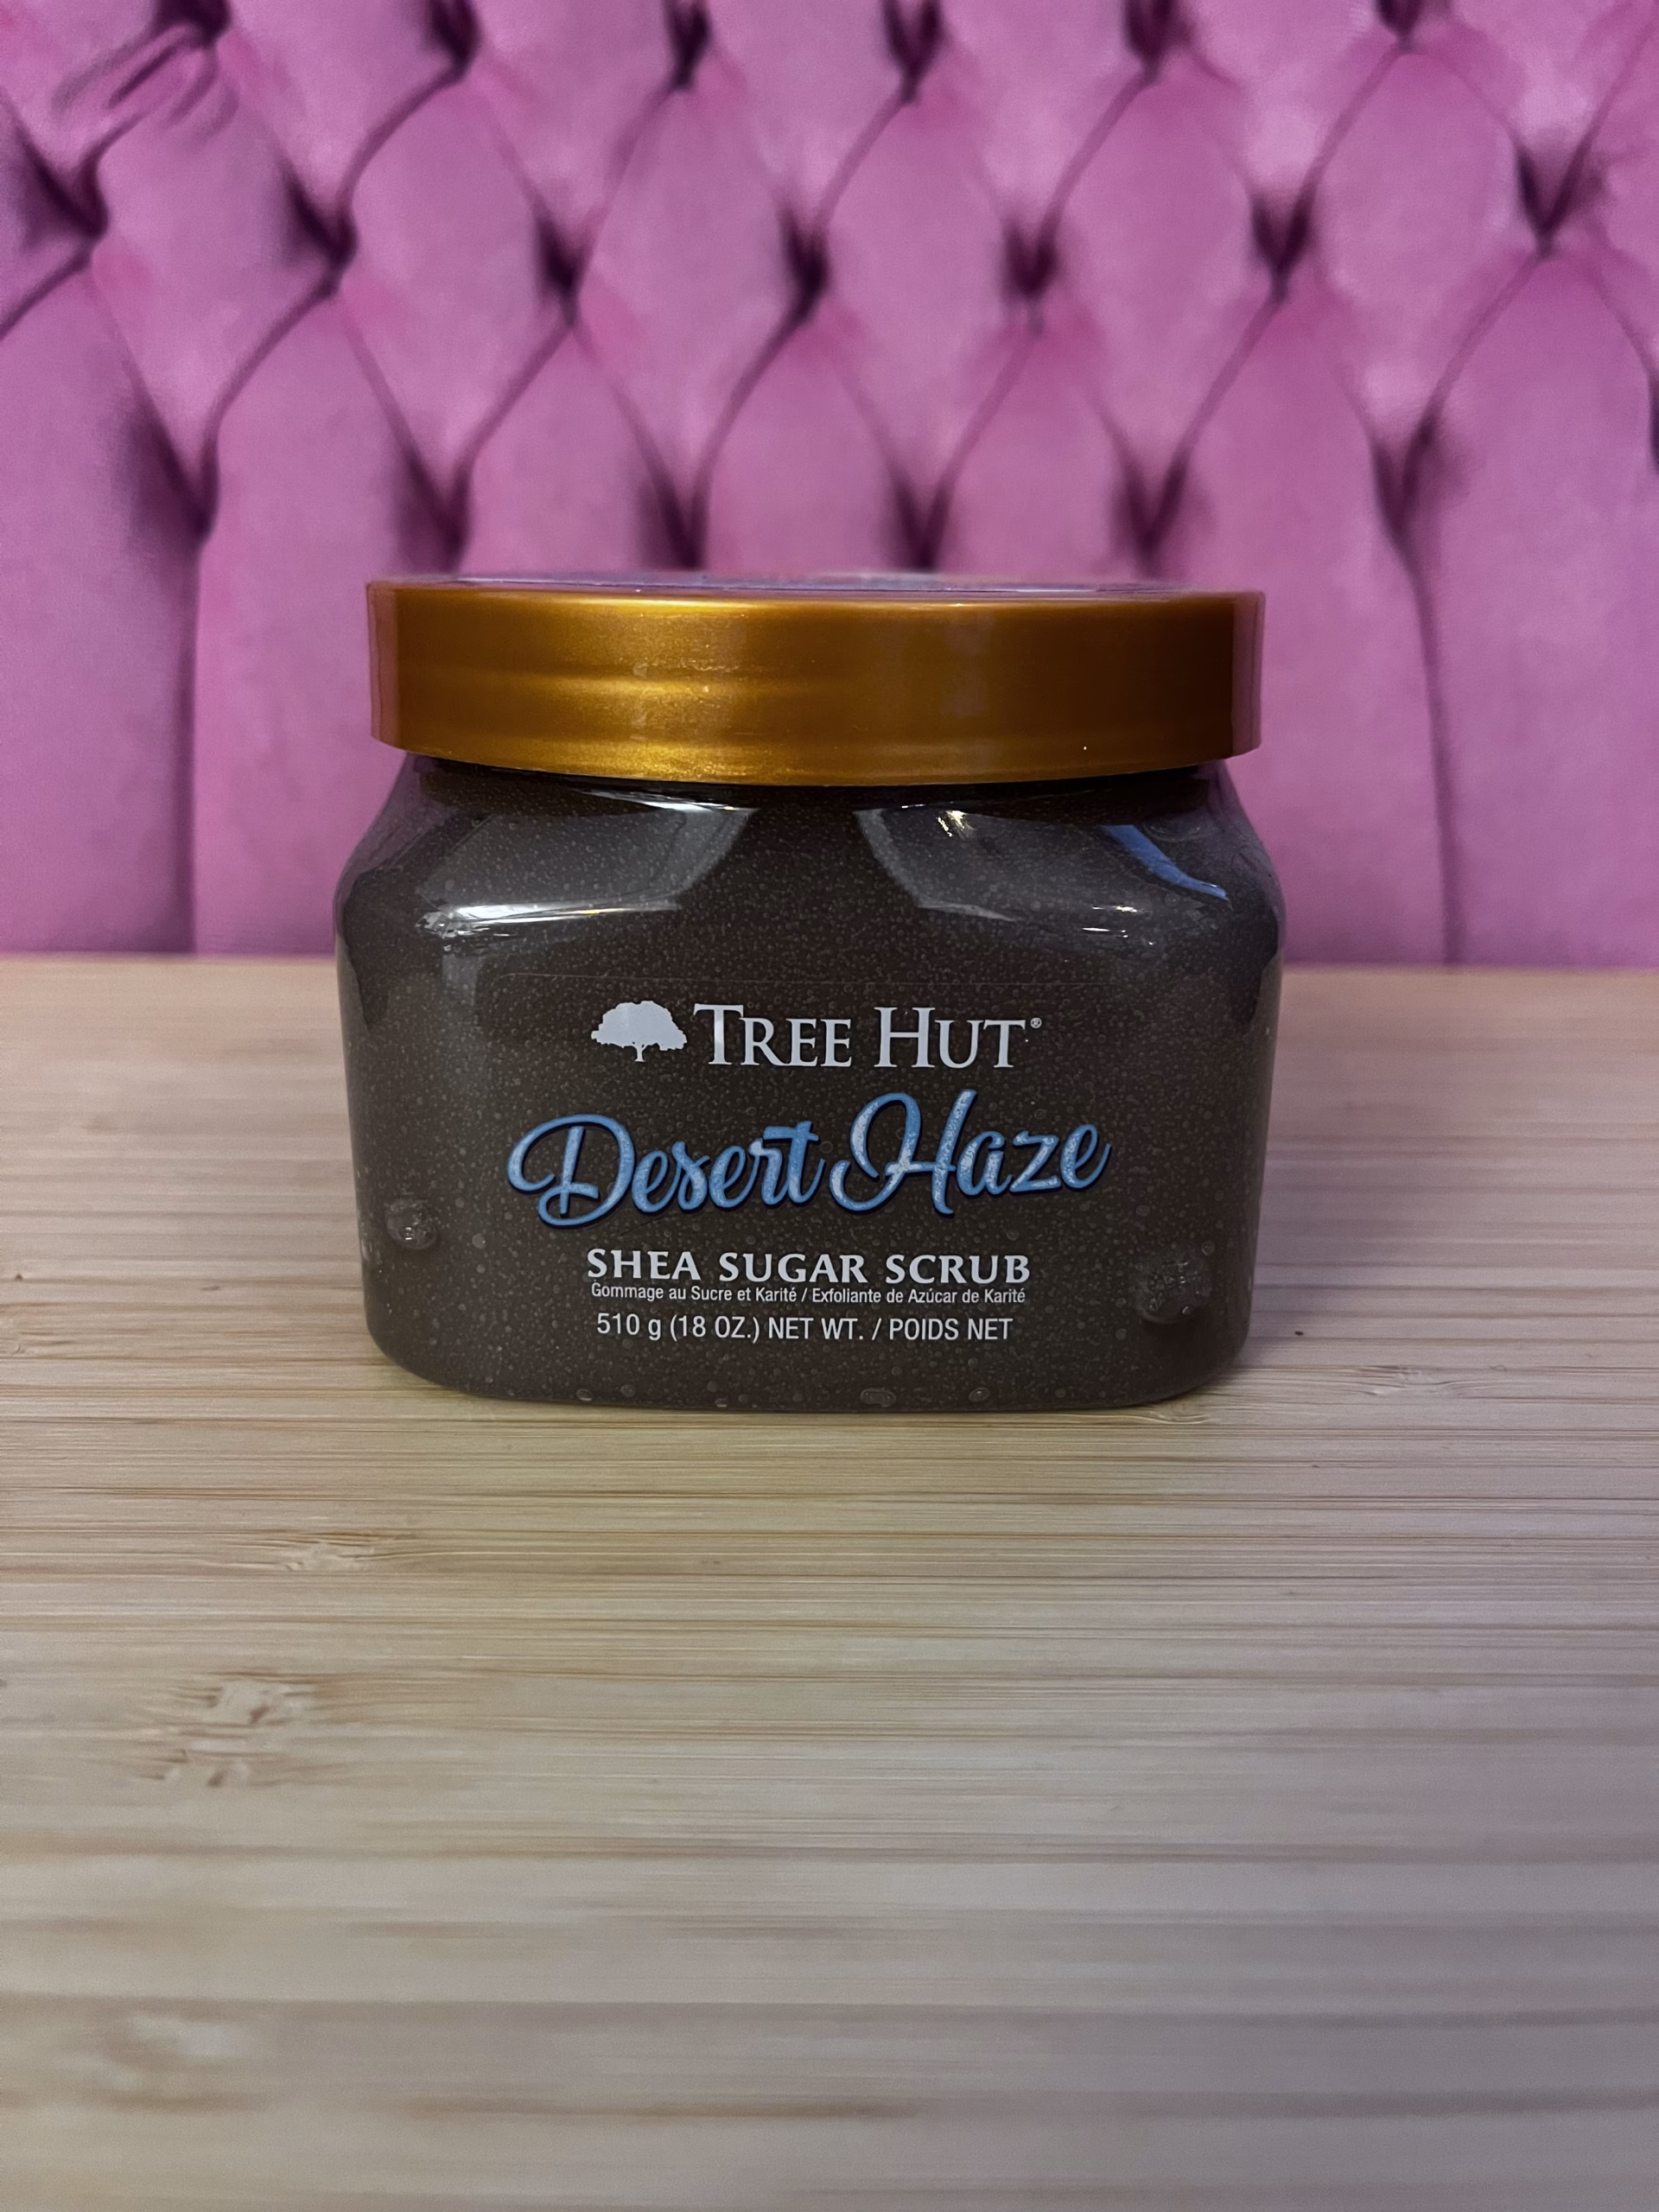 TREE HUT®
Desert Haze
SHEA SUGAR SCRUB
Gommage au Sucre et Karité / Exfoliante de Azúcar de Karité
510 g (18 OZ.) NET WT. / POIDS NET